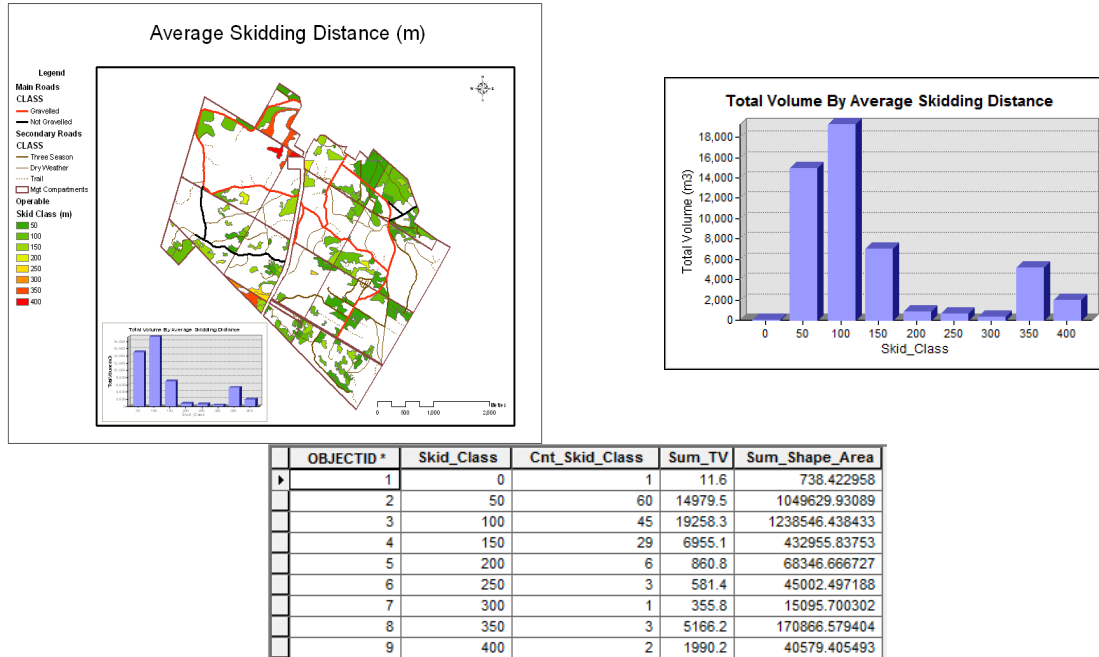 Average Skidding Distance (m)
Legend
Main Roads
CLASS
Gravelled
Not Gravelled
Secondary Roads
CLASS
Three Season
Dry Weather
Trail
Mgt Compartments
Operable
Skid Class (m)
50
100
150
200
250
300
350
400
N
W E
S
Total Volume By Average Skidding Distance
Skid_Class
Metres
0 500 1,000 2,000
Total Volume By Average Skidding Distance
Total Volume (m3)
18,000
16,000
14,000
12,000
10,000
8,000
6,000
4,000
2,000
0
0 50 100 150 200 250 300 350 400
Skid_Class
OBJECTID * Skid_Class Cnt_Skid_Class Sum_TV Sum_Shape_Area
1 0 1 11.6 738.422958
2 50 60 14979.5 1049629.93089
3 100 45 19258.3 1238546.438433
4 150 29 6955.1 432955.83753
5 200 6 860.8 68346.666727
6 250 3 581.4 45002.497188
7 300 1 355.8 15095.700302
8 350 3 5166.2 170866.579404
9 400 2 1990.2 40579.405493